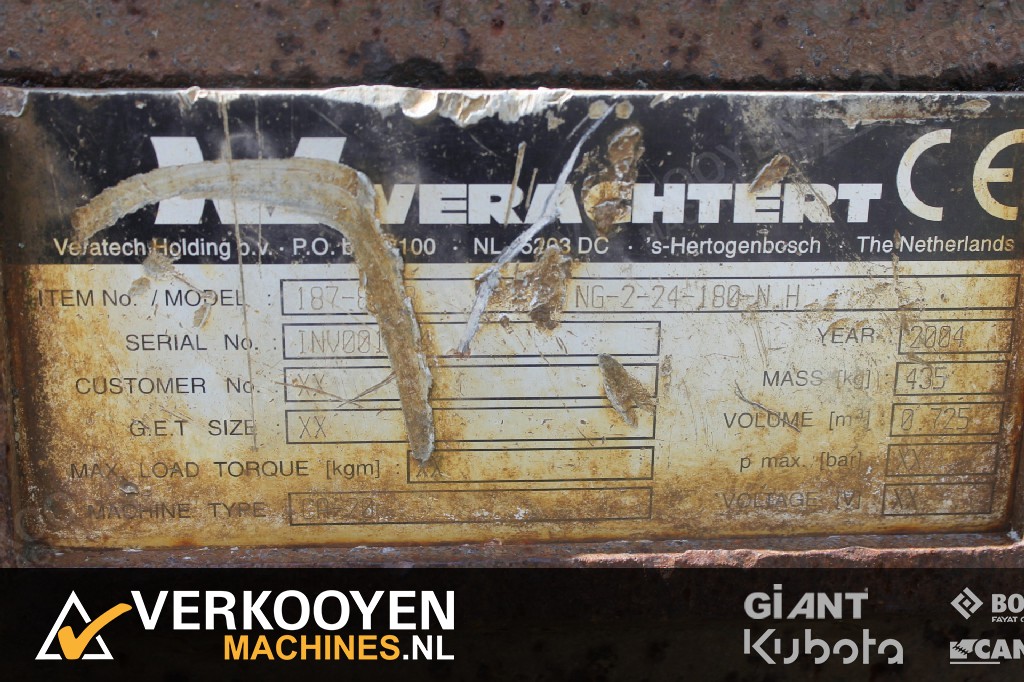 VERACHTERT CE
Veratech Holding b.v. · P.O. 100 · NL 5203 DC · 's-Hertogenbosch · The Netherlands
ITEM No. / MODEL : NG-2-24-180-N H
SERIAL No. : YEAR : 2004
CUSTOMER No. : XX MASS [kg] : 435
G.E.T SIZE : XX VOLUME [m³] : 0.725
MAX. LOAD TORQUE [kgm] : XX p max. [bar] : XX
MACHINE TYPE : VOLTAGE [V] : XX
VERKOOYEN
MACHINES.NL
GiANT
Kubota